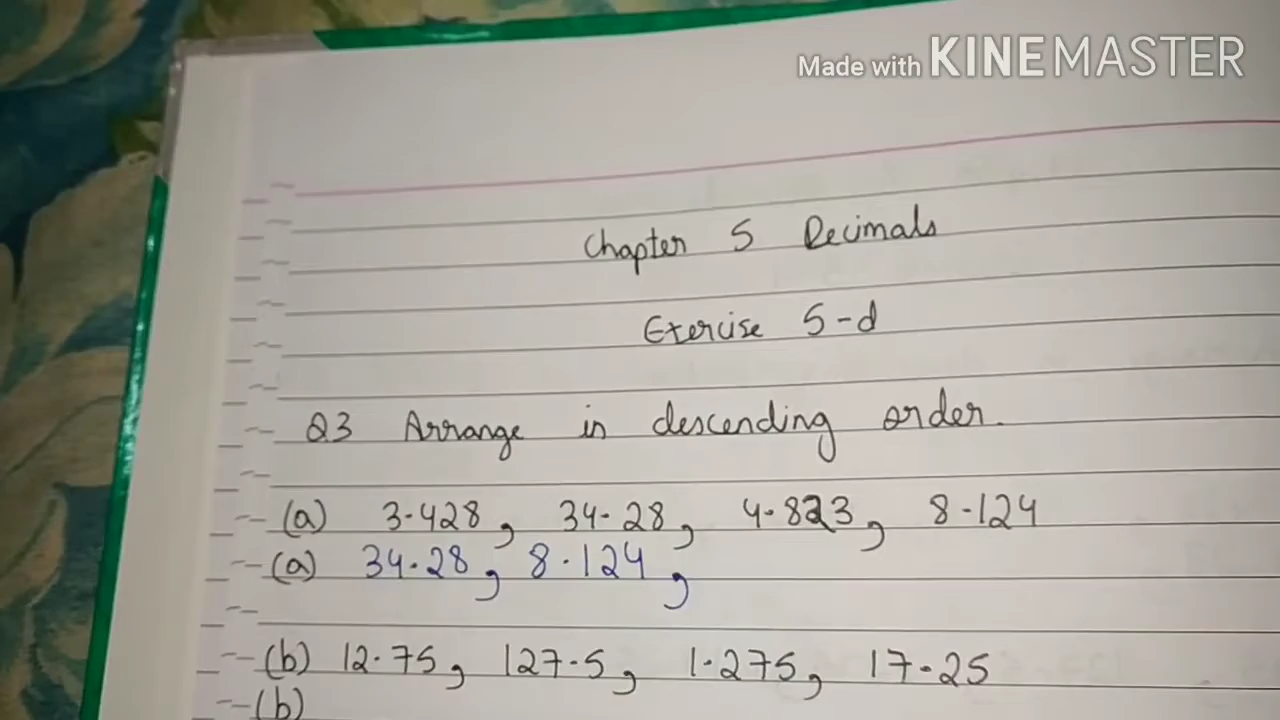 Made with KINEMASTER
Chapter 5 Decimals
Exercise 5-d
Q3 Arrange in descending order.
(a) 3.428, 34.28, 4.823, 8.124
(a) 34.28, 8.124,
(b) 12.75, 127.5, 1.275, 17.25
(b)